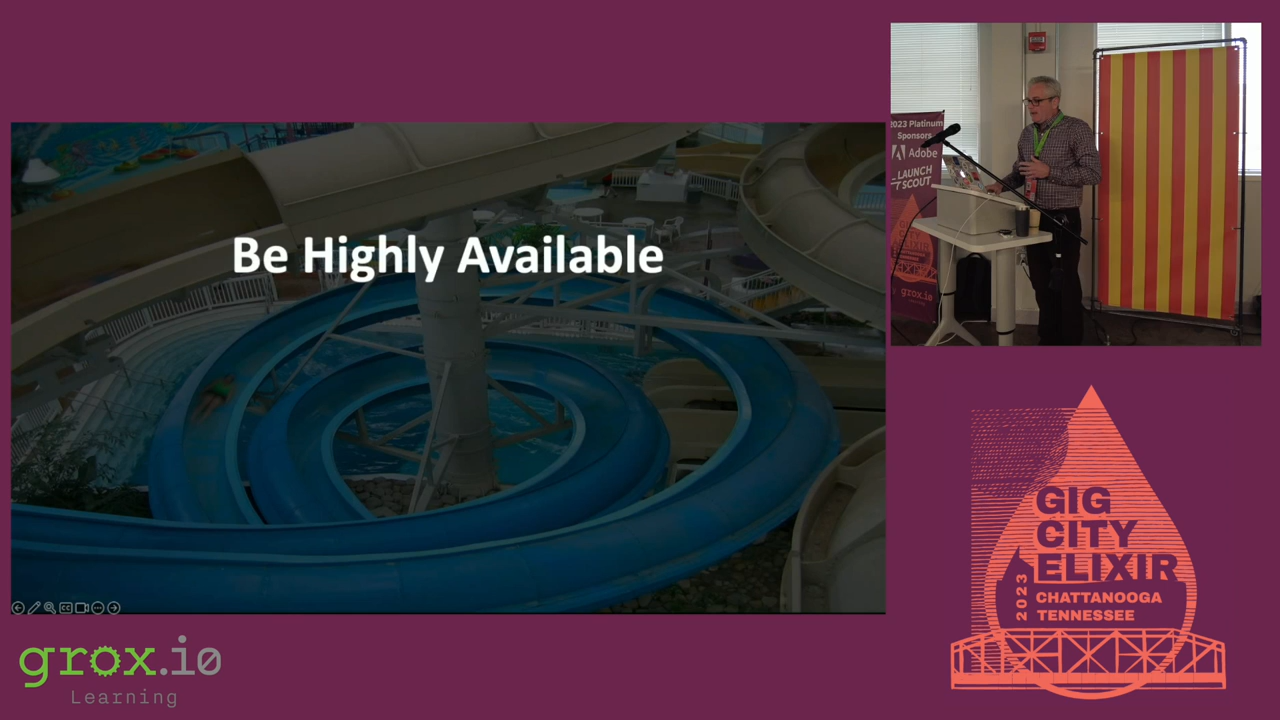 Be Highly Available
2023 Platinum
Sponsors
Adobe
LAUNCH
SCOUT
grox.io
GIG
CITY
ELIXIR
2023
CHATTANOOGA
TENNESSEE
grox.io
Learning